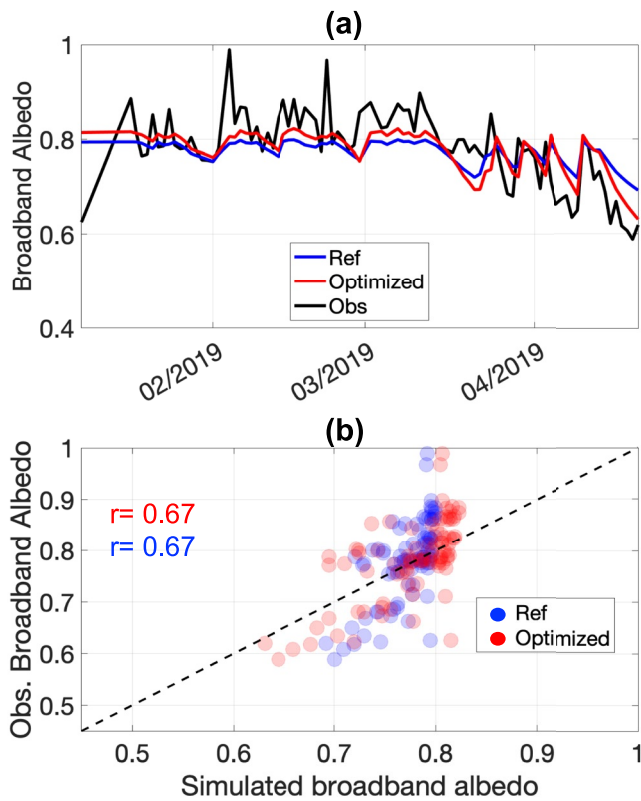 (a)
Broadband Albedo
1
0.8
0.6
0.4
Ref
Optimized
Obs
02/2019
03/2019
04/2019
(b)
Obs. Broadband Albedo
1
0.9
0.8
0.7
0.6
0.5
r= 0.67
r= 0.67
Ref
Optimized
0.5
0.6
0.7
0.8
0.9
1
Simulated broadband albedo